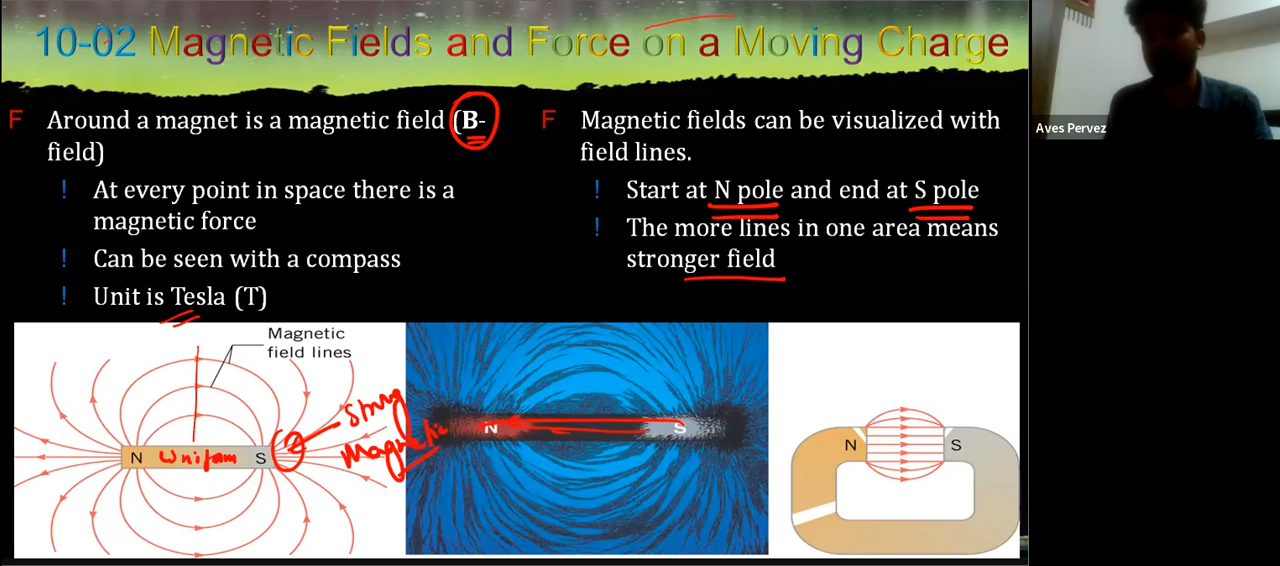 10-02 Magnetic Fields and Force on a Moving Charge
F Around a magnet is a magnetic field (B-
field)
! At every point in space there is a
magnetic force
! Can be seen with a compass
! Unit is Tesla (T)
F Magnetic fields can be visualized with
field lines.
! Start at N pole and end at S pole
! The more lines in one area means
stronger field
Aves Pervez
Magnetic
field lines
N Uniform S
Strong
Magnetic
N S
N S